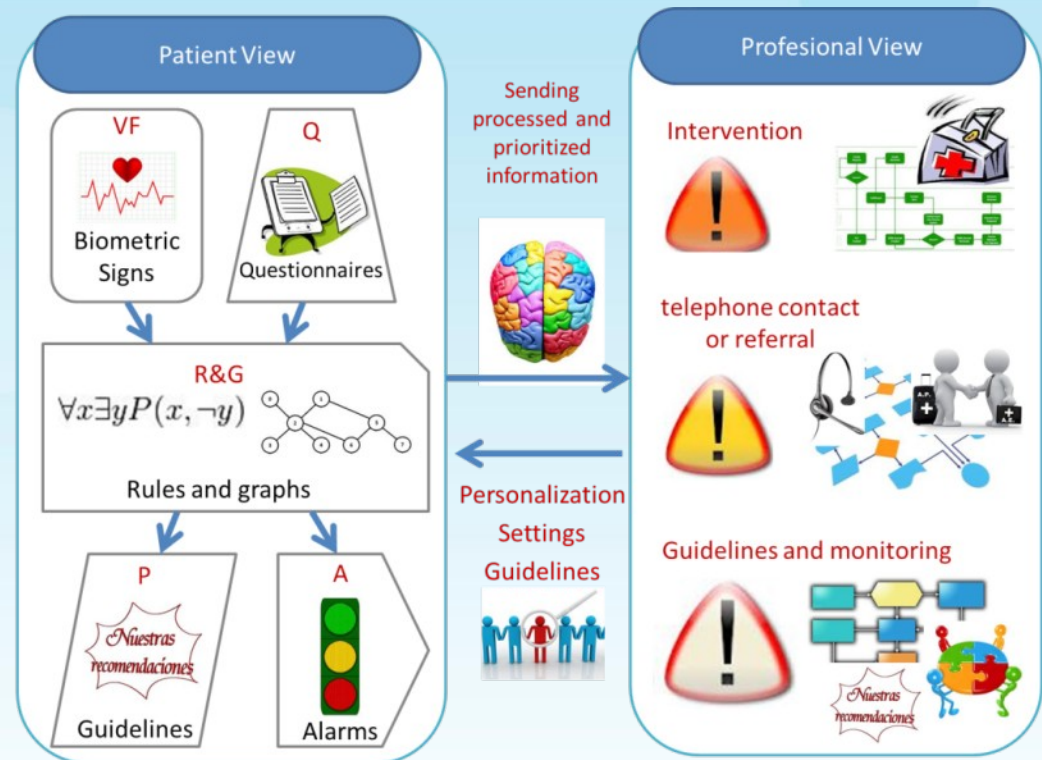 Patient View
VF
Biometric
Signs
Q
Questionnaires
R&G
∀x∃yP(x,¬y)
Rules and graphs
P
Nuestras
recomendaciones
Guidelines
A
Alarms
Sending
processed and
prioritized
information
Personalization
Settings
Guidelines
Profesional View
Intervention
telephone contact
or referral
A.P.
Guidelines and monitoring
Nuestras
recomendaciones